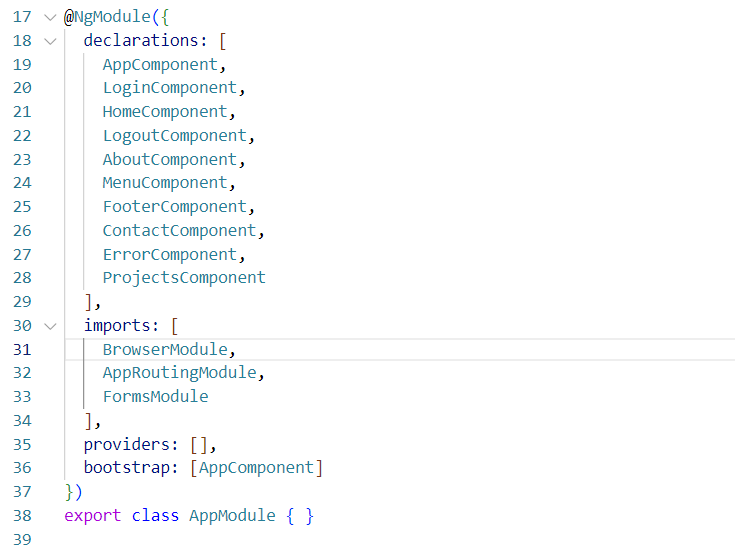 17 @NgModule({
18 declarations: [
19 AppComponent,
20 LoginComponent,
21 HomeComponent,
22 LogoutComponent,
23 AboutComponent,
24 MenuComponent,
25 FooterComponent,
26 ContactComponent,
27 ErrorComponent,
28 ProjectsComponent
29 ],
30 imports: [
31 BrowserModule,
32 AppRoutingModule,
33 FormsModule
34 ],
35 providers: [],
36 bootstrap: [AppComponent]
37 })
38 export class AppModule { }
39